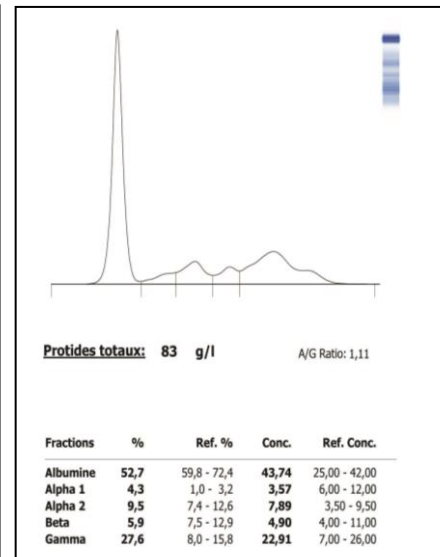 Protides totaux: 83 g/l A/G Ratio: 1,11
Fractions % Ref. % Conc. Ref. Conc.
Albumine 52,7 59,8 - 72,4 43,74 25,00 - 42,00
Alpha 1 4,3 1,0 - 3,2 3,57 6,00 - 12,00
Alpha 2 9,5 7,4 - 12,6 7,89 3,50 - 9,50
Beta 5,9 7,5 - 12,9 4,90 4,00 - 11,00
Gamma 27,6 8,0 - 15,8 22,91 7,00 - 26,00